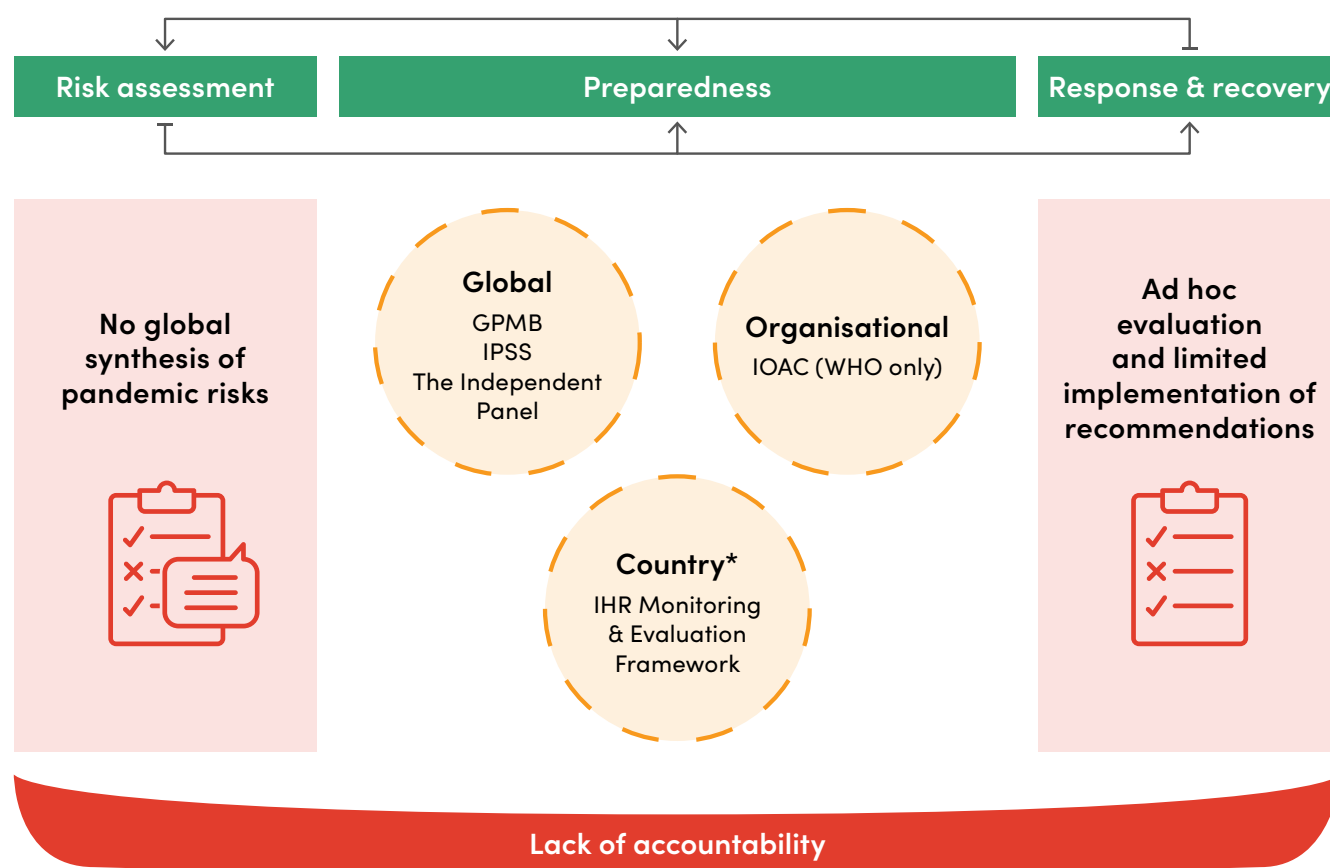 Risk assessment
Preparedness
Response & recovery
No global
synthesis of
pandemic risks
Global
GPMB
IPSS
The Independent
Panel
Organisational
IOAC (WHO only)
Country*
IHR Monitoring
& Evaluation
Framework
Ad hoc
evaluation
and limited
implementation of
recommendations
Lack of accountability